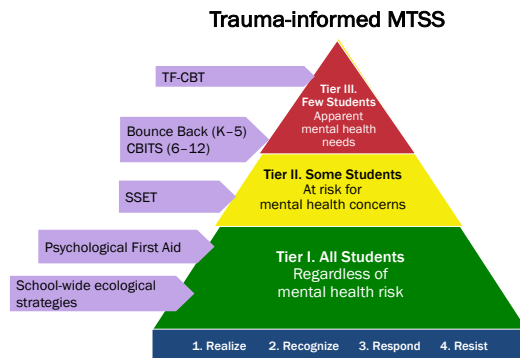 Trauma-informed MTSS
TF-CBT
Tier III.
Few Students
Apparent
mental health
needs
Bounce Back (K–5)
CBITS (6–12)
Tier II. Some Students
At risk for
mental health concerns
SSET
Psychological First Aid
Tier I. All Students
Regardless of
mental health risk
School-wide ecological
strategies
1. Realize 2. Recognize 3. Respond 4. Resist